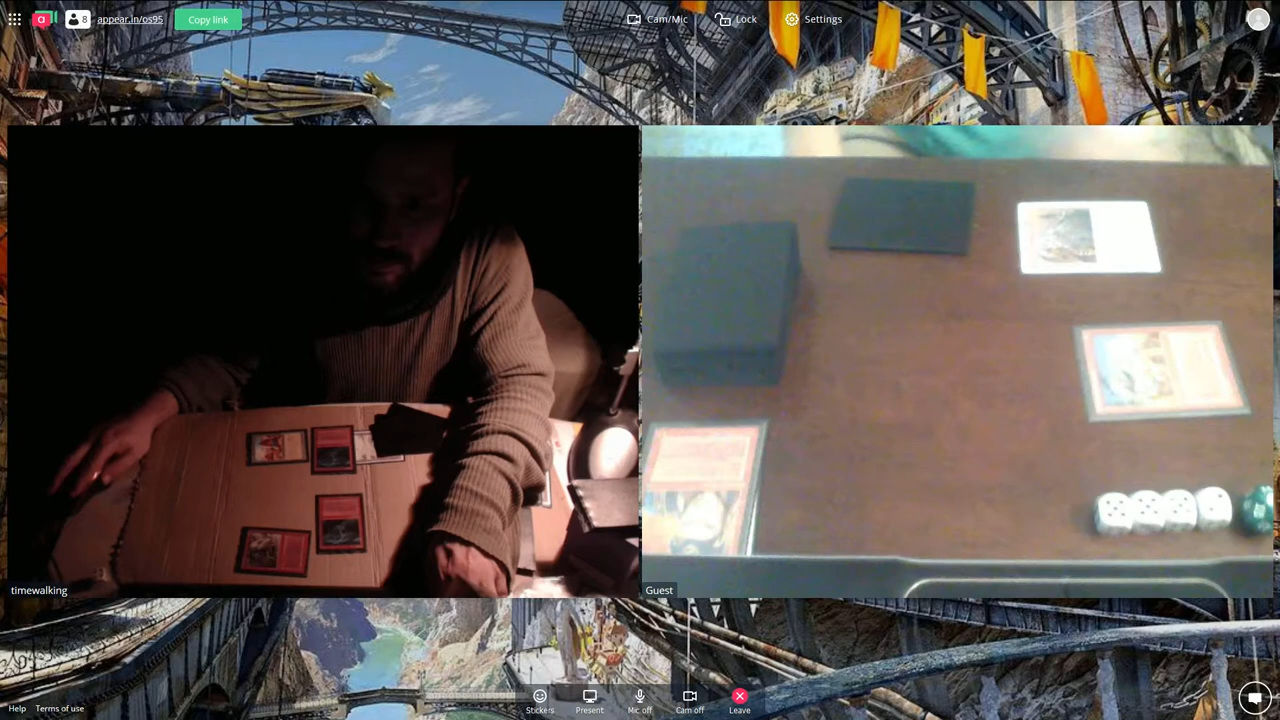 8 appear.in/os95 Copy link Cam/Mic Lock Settings
timewalking
Guest
Help Terms of use Stickers Present Mic off Cam off Leave